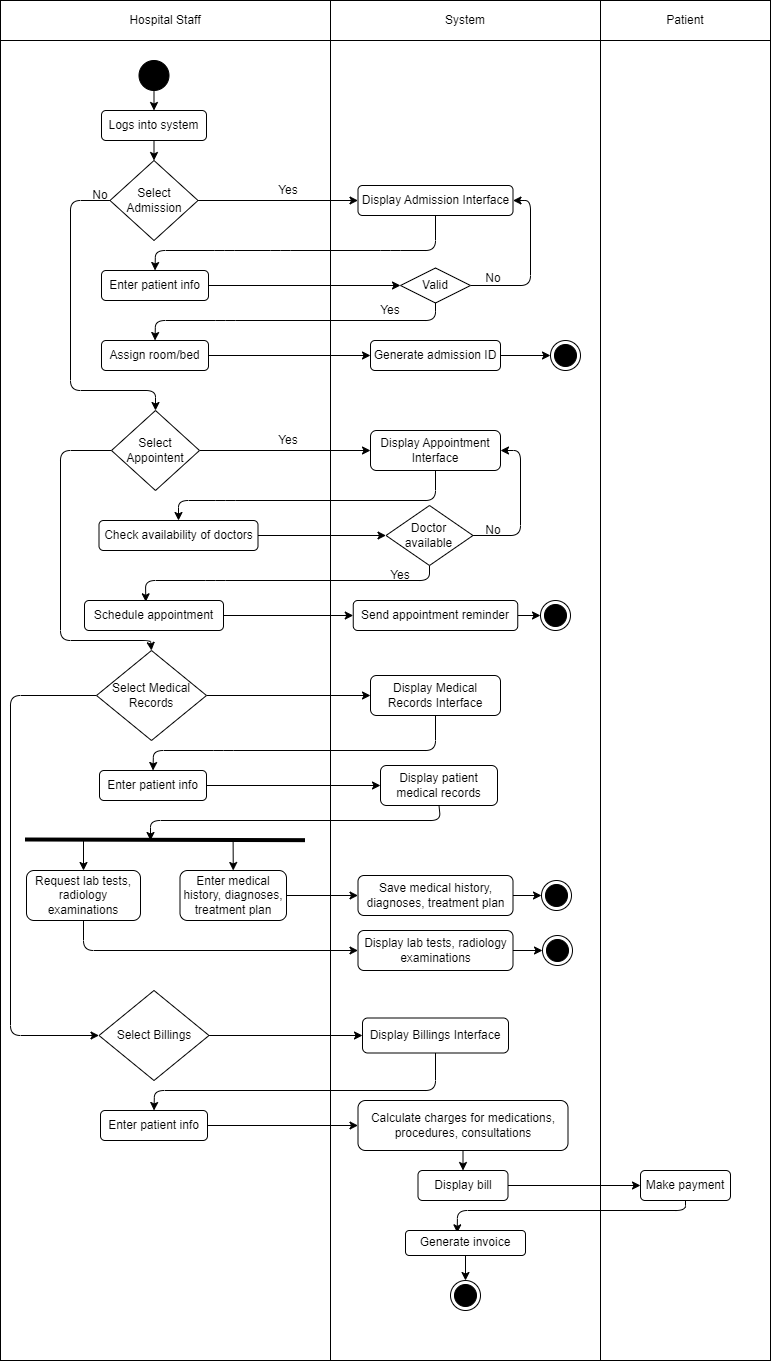 Hospital Staff
System
Patient
Logs into system
Select
Admission
No
Yes
Display Admission Interface
Enter patient info
Valid
No
Yes
Assign room/bed
Generate admission ID
Select
Appointent
Yes
Display Appointment
Interface
Check availability of doctors
Doctor
available
No
Yes
Schedule appointment
Send appointment reminder
Select Medical
Records
Display Medical
Records Interface
Enter patient info
Display patient
medical records
Request lab tests,
radiology
examinations
Enter medical
history, diagnoses,
treatment plan
Save medical history,
diagnoses, treatment plan
Display lab tests, radiology
examinations
Select Billings
Display Billings Interface
Enter patient info
Calculate charges for medications,
procedures, consultations
Display bill
Make payment
Generate invoice